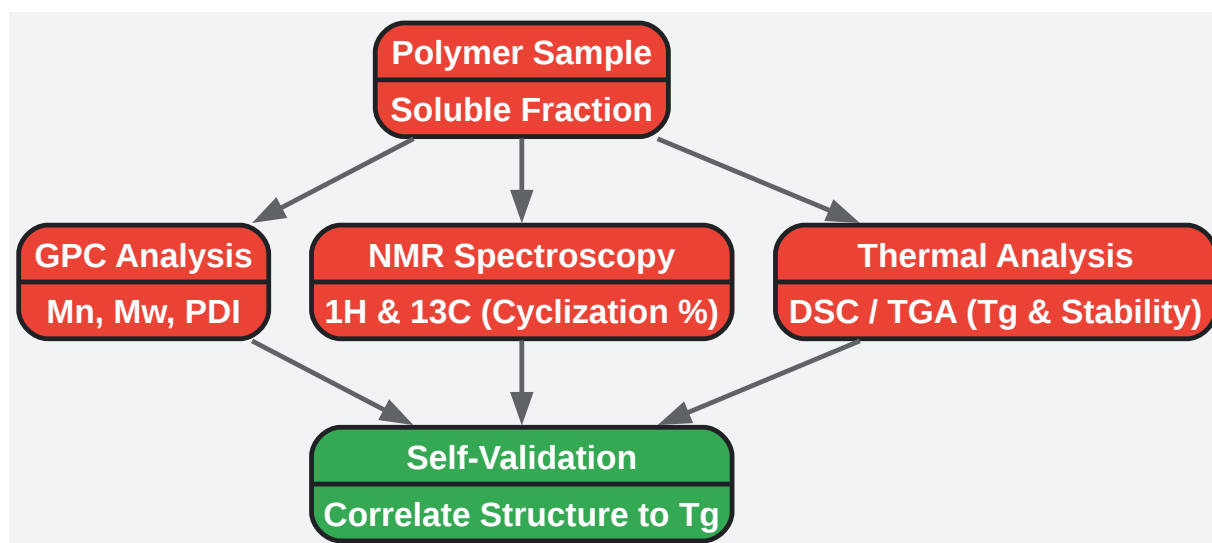 Polymer Sample
Soluble Fraction
GPC Analysis
Mn, Mw, PDI
NMR Spectroscopy
1H & 13C (Cyclization %)
Thermal Analysis
DSC / TGA (Tg & Stability)
Self-Validation
Correlate Structure to Tg